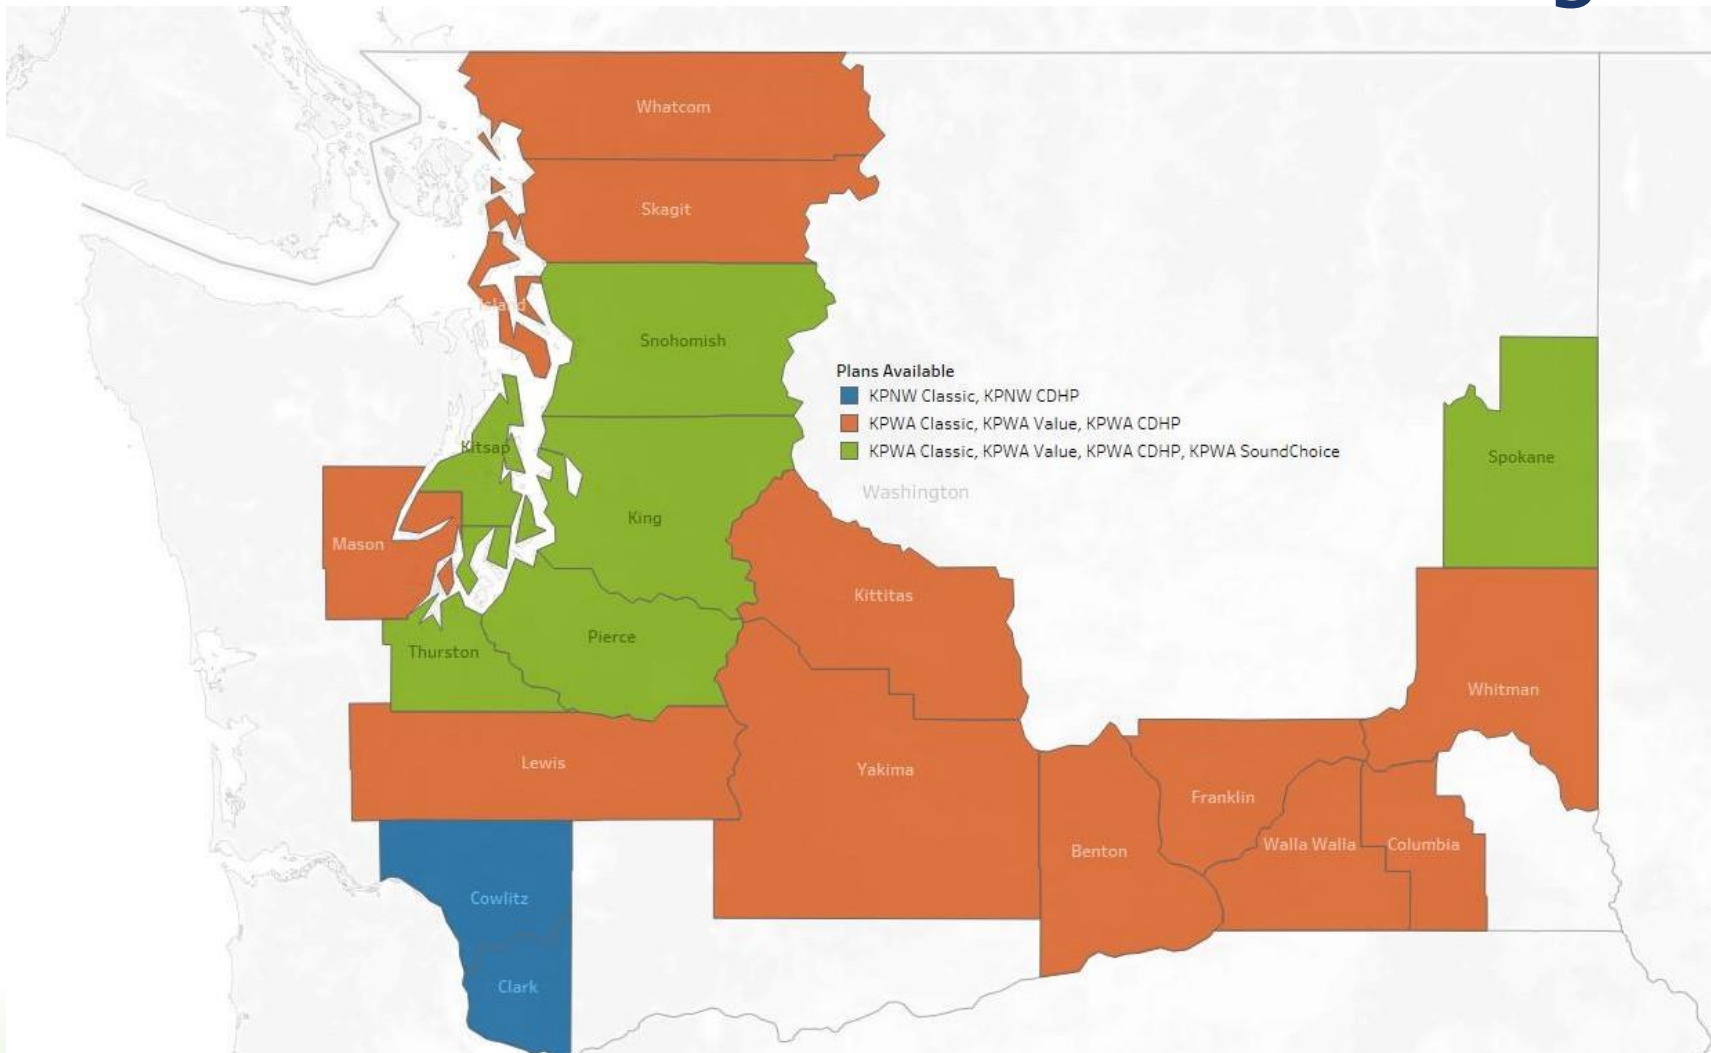 Whatcom
Skagit
Island
Snohomish
Plans Available
KPNW Classic, KPNW CDHP
KPWA Classic, KPWA Value, KPWA CDHP
KPWA Classic, KPWA Value, KPWA CDHP, KPWA SoundChoice
Kitsap
Spokane
Washington
King
Mason
Kittitas
Pierce
Thurston
Whitman
Lewis
Yakima
Franklin
Walla Walla
Columbia
Benton
Cowlitz
Clark